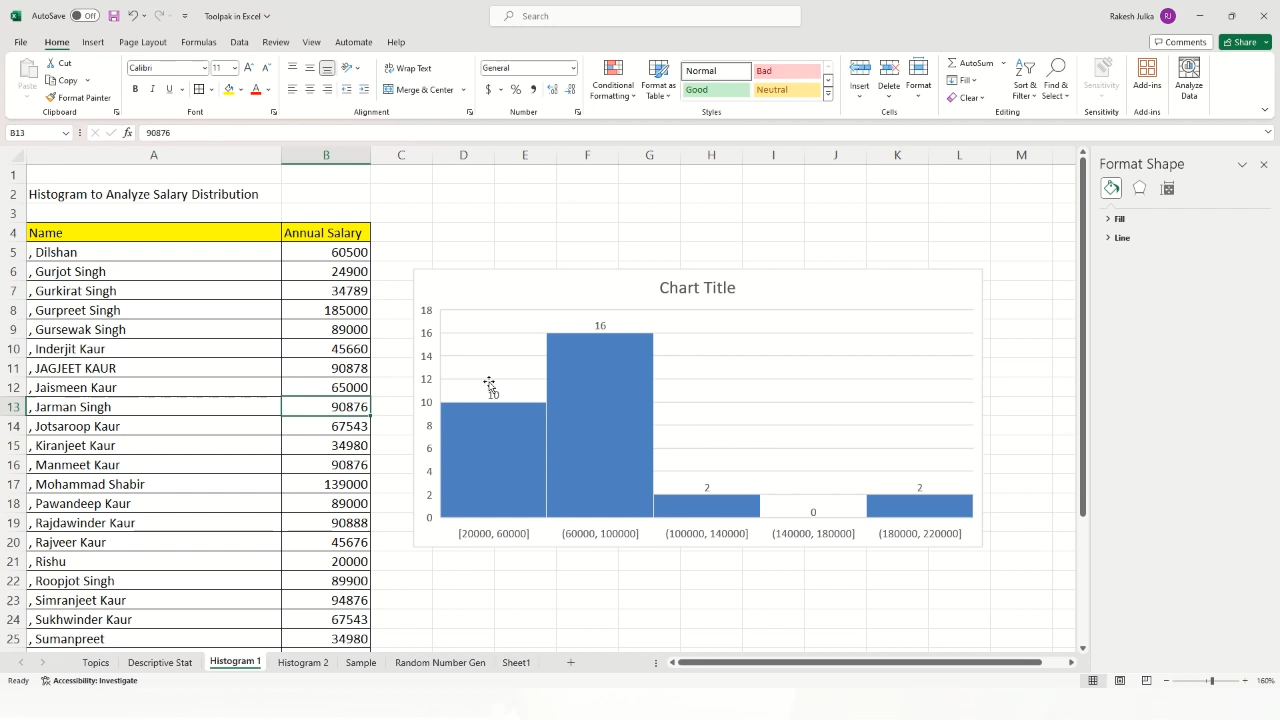 AutoSave Off Toolpak in Excel Search Rakesh Julka RJ
File Home Insert Page Layout Formulas Data Review View Automate Help Comments Share
Paste Cut Copy Format Painter Clipboard
Calibri 11 B I U A Font
Wrap Text Merge & Center Alignment
General $ % Number
Conditional Formatting Format as Table Normal Bad Good Neutral Styles
Insert Delete Format Cells
AutoSum Fill Clear Sort & Filter Find & Select Editing
Sensitivity Sensitivity
Add-ins Add-ins
Analyze Data
B13 fx 90876
A B C D E F G H I J K L M
1
2 Histogram to Analyze Salary Distribution
3
4 Name Annual Salary
5 , Dilshan 60500
6 , Gurjot Singh 24900
7 , Gurkirat Singh 34789
8 , Gurpreet Singh 185000
9 , Gursewak Singh 89000
10 , Inderjit Kaur 45660
11 , JAGJEET KAUR 90878
12 , Jaismeen Kaur 65000
13 , Jarman Singh 90876
14 , Jotsaroop Kaur 67543
15 , Kiranjeet Kaur 34980
16 , Manmeet Kaur 90876
17 , Mohammad Shabir 139000
18 , Pawandeep Kaur 89000
19 , Rajdawinder Kaur 90888
20 , Rajveer Kaur 45676
21 , Rishu 20000
22 , Roopjot Singh 89900
23 , Simranjeet Kaur 94876
24 , Sukhwinder Kaur 67543
25 , Sumanpreet 34980
Chart Title
18
16
14
12
10
8
6
4
2
0
10 16 2 0 2
[20000, 60000] (60000, 100000] (100000, 140000] (140000, 180000] (180000, 220000]
Format Shape
Fill
Line
Topics Descriptive Stat Histogram 1 Histogram 2 Sample Random Number Gen Sheet1
Ready Accessibility: Investigate 160%